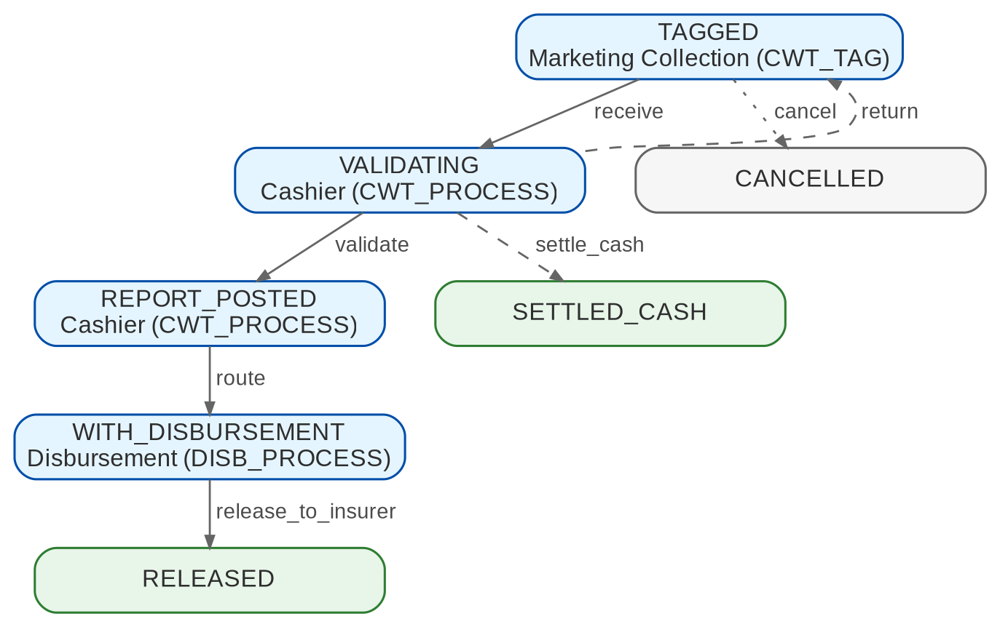 TAGGED
Marketing Collection (CWT_TAG)
receive
cancel
return
VALIDATING
Cashier (CWT_PROCESS)
CANCELLED
validate
settle_cash
REPORT_POSTED
Cashier (CWT_PROCESS)
SETTLED_CASH
route
WITH_DISBURSEMENT
Disbursement (DISB_PROCESS)
release_to_insurer
RELEASED